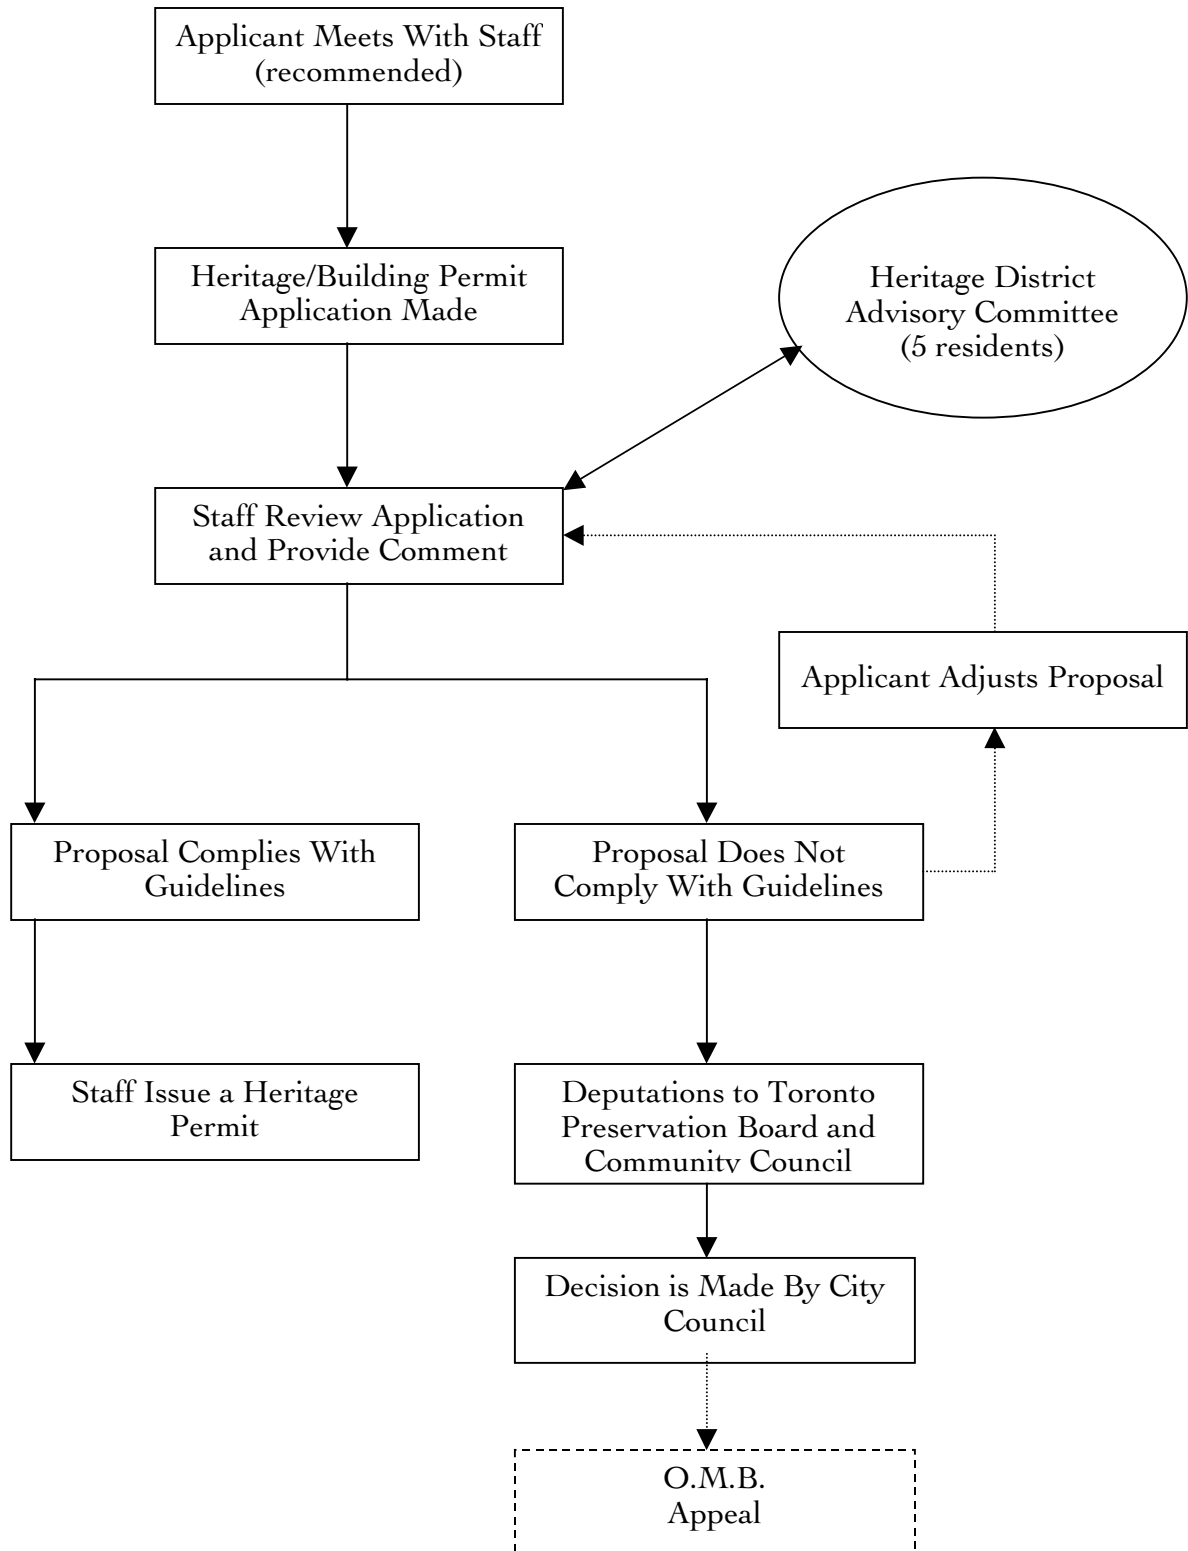 Applicant Meets With Staff
(recommended)
Heritage/Building Permit
Application Made
Heritage District
Advisory Committee
(5 residents)
Staff Review Application
and Provide Comment
Applicant Adjusts Proposal
Proposal Complies With
Guidelines
Proposal Does Not
Comply With Guidelines
Staff Issue a Heritage
Permit
Deputations to Toronto
Preservation Board and
Community Council
Decision is Made By City
Council
O.M.B.
Appeal